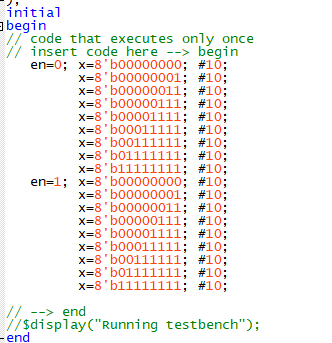 );
initial
begin
// code that executes only once
// insert code here --> begin
en=0; x=8'b00000000; #10;
x=8'b00000001; #10;
x=8'b00000011; #10;
x=8'b00000111; #10;
x=8'b00001111; #10;
x=8'b00011111; #10;
x=8'b00111111; #10;
x=8'b01111111; #10;
x=8'b11111111; #10;
en=1; x=8'b00000000; #10;
x=8'b00000001; #10;
x=8'b00000011; #10;
x=8'b00000111; #10;
x=8'b00001111; #10;
x=8'b00011111; #10;
x=8'b00111111; #10;
x=8'b01111111; #10;
x=8'b11111111; #10;
// --> end
//$display("Running testbench");
end